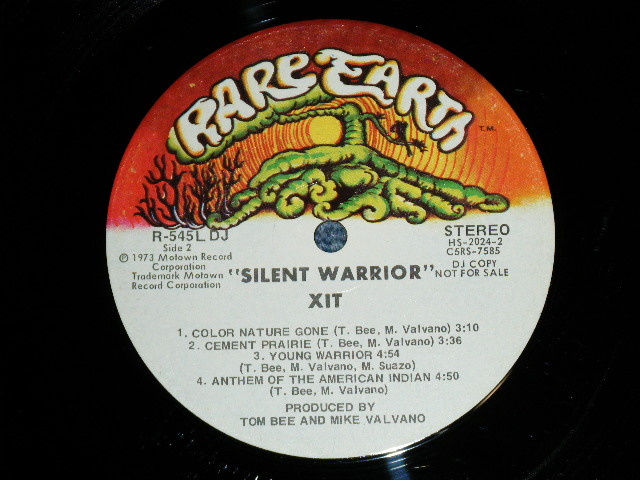 RARE EARTH
T.M.
R-545L DJ
Side 2
℗ 1973 Motown Record
Corporation
Trademark Motown
Record Corporation
STEREO
HS-2024-2
C5RS-7585
DJ COPY
NOT FOR SALE
"SILENT WARRIOR"
XIT
1. COLOR NATURE GONE (T. Bee, M. Valvano) 3:10
2. CEMENT PRAIRIE (T. Bee, M. Valvano) 3:36
3. YOUNG WARRIOR 4:54
(T. Bee, M. Valvano, M. Suazo)
4. ANTHEM OF THE AMERICAN INDIAN 4:50
(T. Bee, M. Valvano)
PRODUCED BY
TOM BEE AND MIKE VALVANO